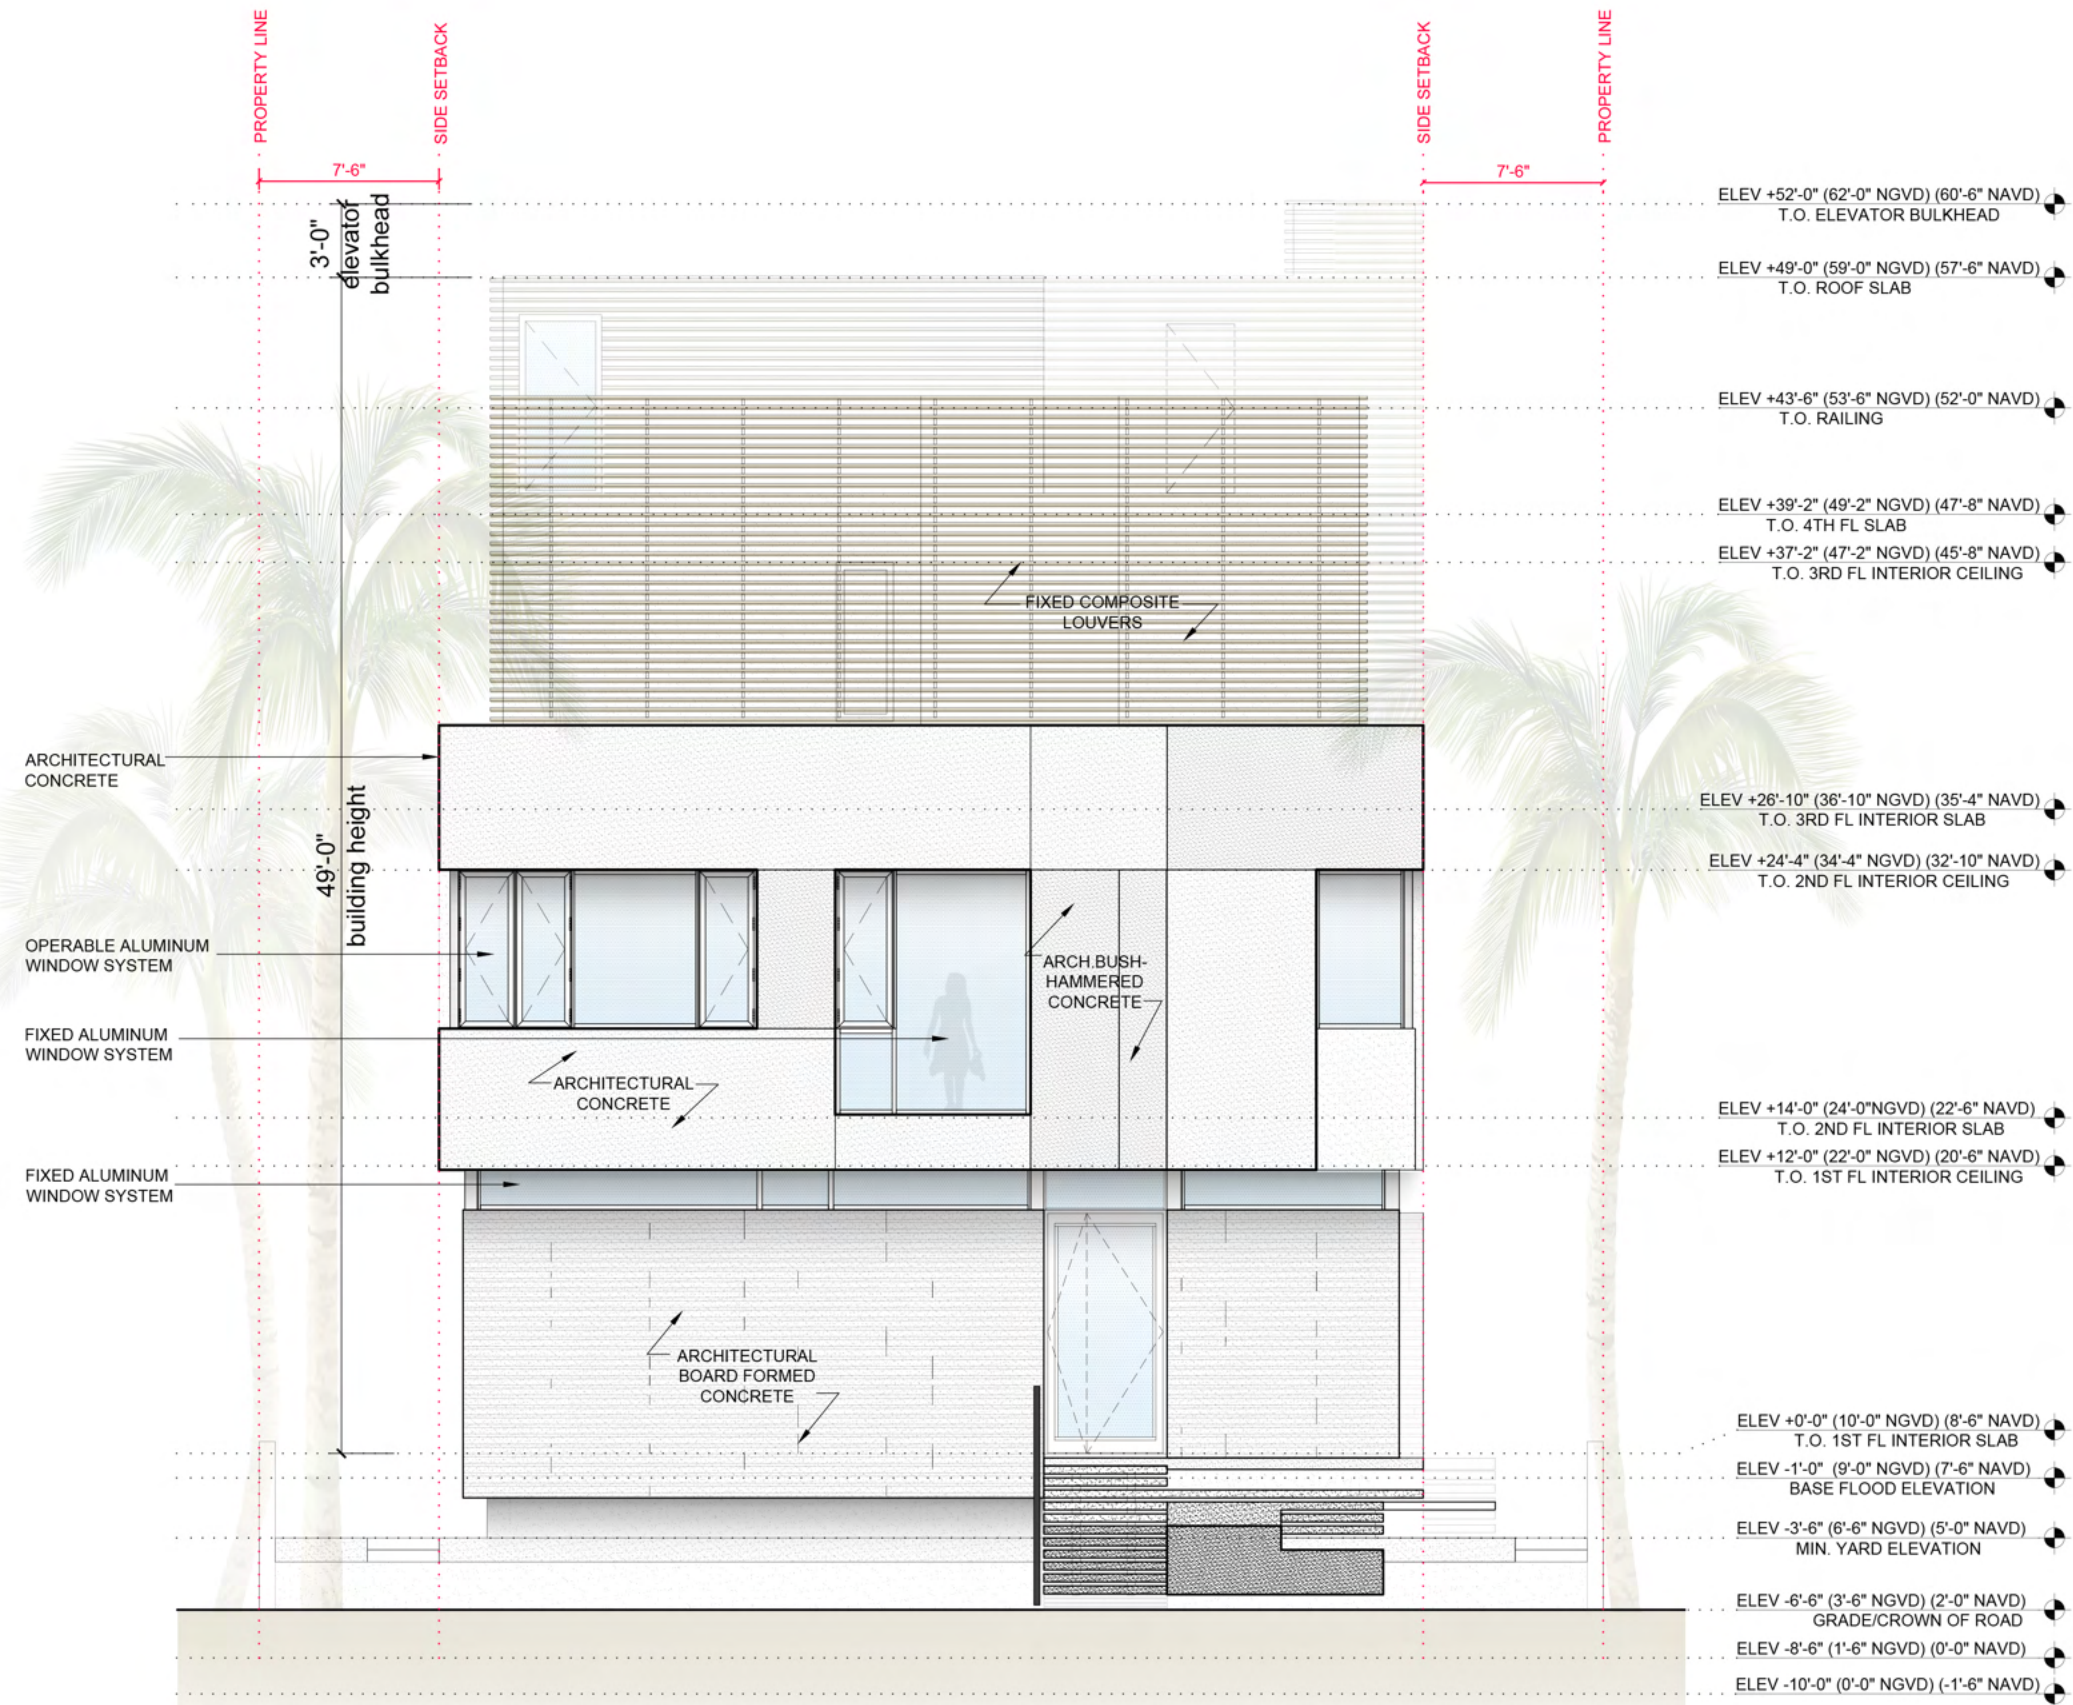 PROPERTY LINE
SIDE SETBACK
SIDE SETBACK
PROPERTY LINE
7'-6"
7'-6"
3'-0"
elevator
bulkhead
ELEV +52'-0" (62'-0" NGVD) (60'-6" NAVD)
T.O. ELEVATOR BULKHEAD
ELEV +49'-0" (59'-0" NGVD) (57'-6" NAVD)
T.O. ROOF SLAB
ELEV +43'-6" (53'-6" NGVD) (52'-0" NAVD)
T.O. RAILING
ELEV +39'-2" (49'-2" NGVD) (47'-8" NAVD)
T.O. 4TH FL SLAB
ELEV +37'-2" (47'-2" NGVD) (45'-8" NAVD)
T.O. 3RD FL INTERIOR CEILING
FIXED COMPOSITE
LOUVERS
ARCHITECTURAL
CONCRETE
49'-0"
building height
ELEV +26'-10" (36'-10" NGVD) (35'-4" NAVD)
T.O. 3RD FL INTERIOR SLAB
ELEV +24'-4" (34'-4" NGVD) (32'-10" NAVD)
T.O. 2ND FL INTERIOR CEILING
OPERABLE ALUMINUM
WINDOW SYSTEM
ARCH.BUSH-
HAMMERED
CONCRETE
FIXED ALUMINUM
WINDOW SYSTEM
ARCHITECTURAL
CONCRETE
ELEV +14'-0" (24'-0"NGVD) (22'-6" NAVD)
T.O. 2ND FL INTERIOR SLAB
ELEV +12'-0" (22'-0" NGVD) (20'-6" NAVD)
T.O. 1ST FL INTERIOR CEILING
FIXED ALUMINUM
WINDOW SYSTEM
ARCHITECTURAL
BOARD FORMED
CONCRETE
ELEV +0'-0" (10'-0" NGVD) (8'-6" NAVD)
T.O. 1ST FL INTERIOR SLAB
ELEV -1'-0" (9'-0" NGVD) (7'-6" NAVD)
BASE FLOOD ELEVATION
ELEV -3'-6" (6'-6" NGVD) (5'-0" NAVD)
MIN. YARD ELEVATION
ELEV -6'-6" (3'-6" NGVD) (2'-0" NAVD)
GRADE/CROWN OF ROAD
ELEV -8'-6" (1'-6" NGVD) (0'-0" NAVD)
ELEV -10'-0" (0'-0" NGVD) (-1'-6" NAVD)